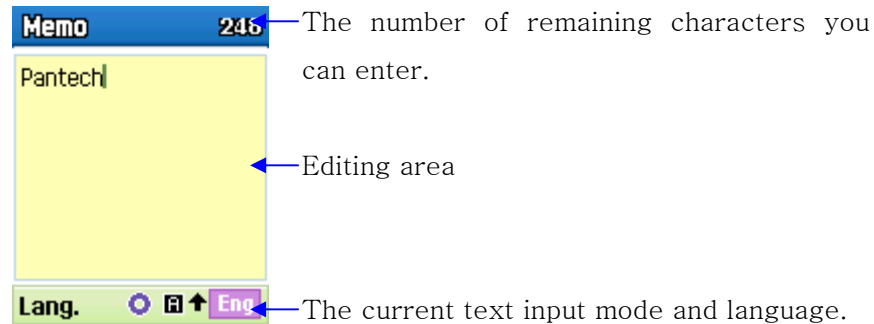 Memo 248
The number of remaining characters you
can enter.
Pantech
Editing area
Lang. A Eng
The current text input mode and language.